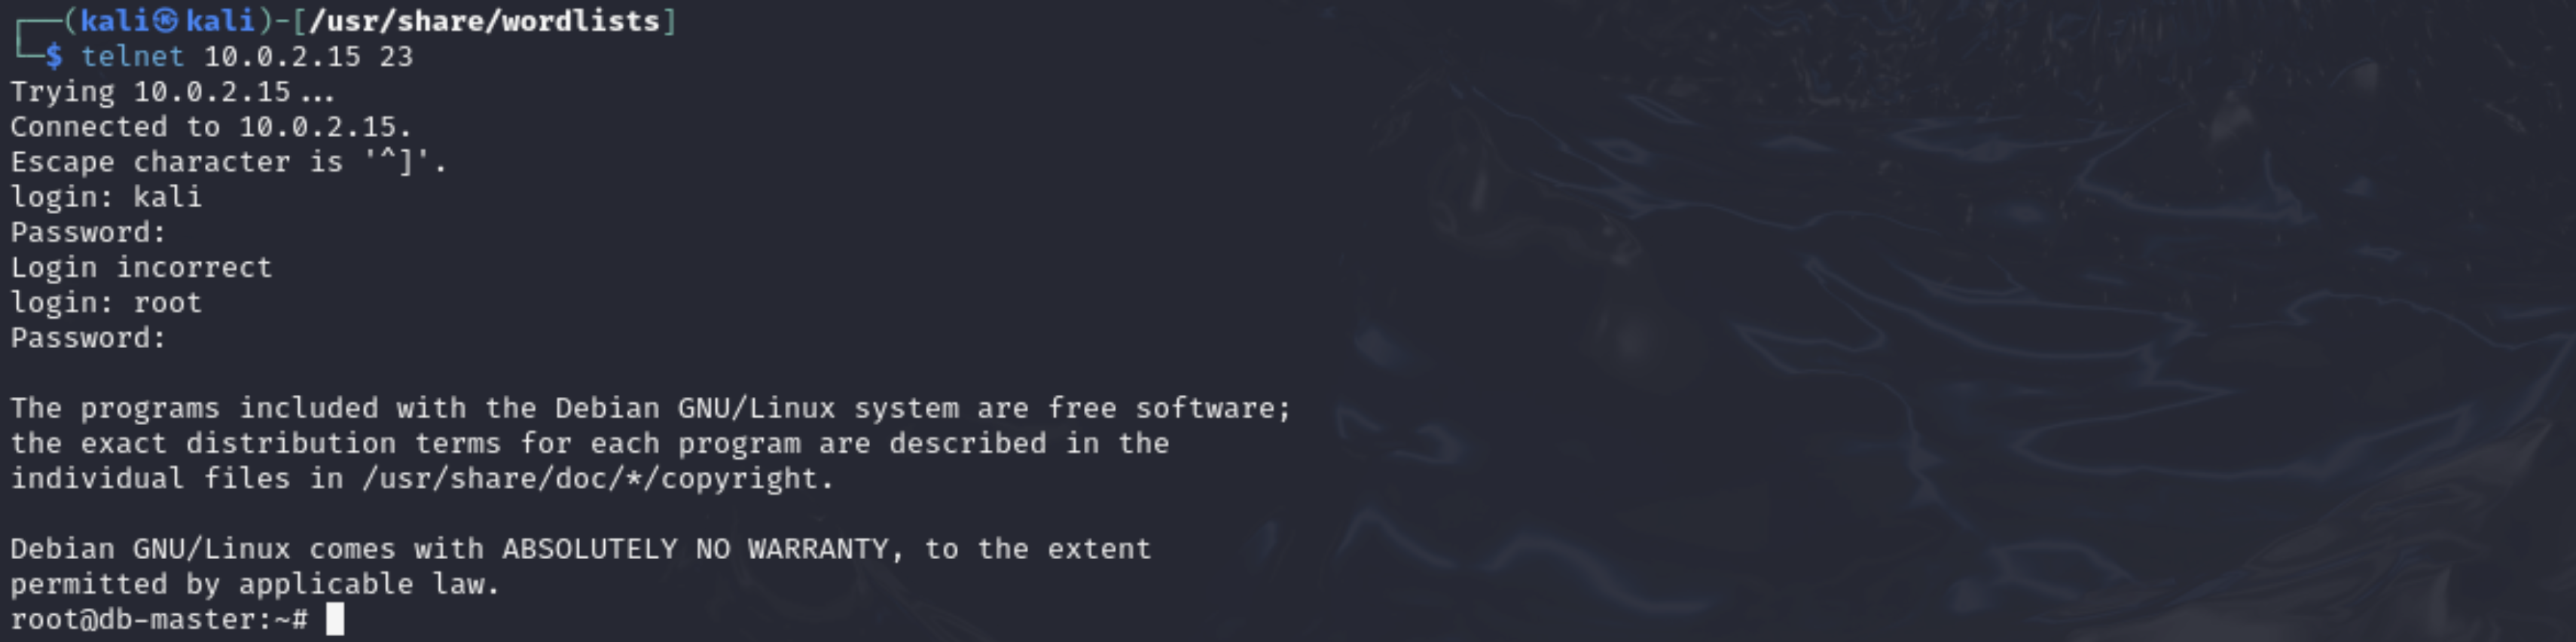 ┌──(kali㉿kali)-[/usr/share/wordlists]
└─$ telnet 10.0.2.15 23
Trying 10.0.2.15...
Connected to 10.0.2.15.
Escape character is '^]'.
login: kali
Password:
Login incorrect
login: root
Password:

The programs included with the Debian GNU/Linux system are free software;
the exact distribution terms for each program are described in the
individual files in /usr/share/doc/*/copyright.

Debian GNU/Linux comes with ABSOLUTELY NO WARRANTY, to the extent
permitted by applicable law.
root@db-master:~#